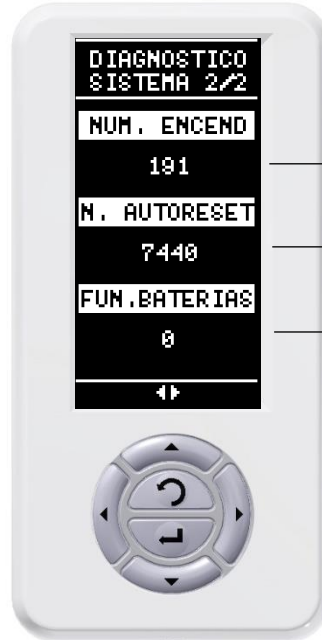 DIAGNOSTICO
SISTEMA 2/2
NUM. ENCEND
191
N. AUTORESET
7440
FUN.BATERIAS
0